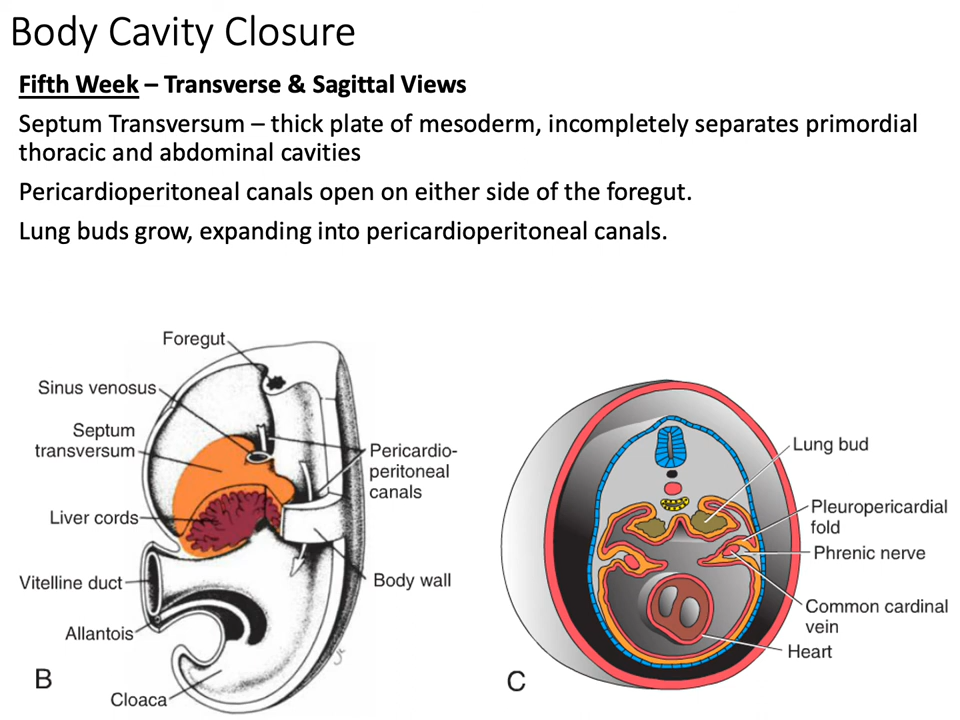 Body Cavity Closure
Fifth Week – Transverse & Sagittal Views
Septum Transversum – thick plate of mesoderm, incompletely separates primordial
thoracic and abdominal cavities
Pericardioperitoneal canals open on either side of the foregut.
Lung buds grow, expanding into pericardioperitoneal canals.
Foregut
Sinus venosus
Septum
transversum
Liver cords
Vitelline duct
Allantois
Cloaca
Pericardio-
peritoneal
canals
Body wall
B
Lung bud
Pleuropericardial
fold
Phrenic nerve
Common cardinal
vein
Heart
C